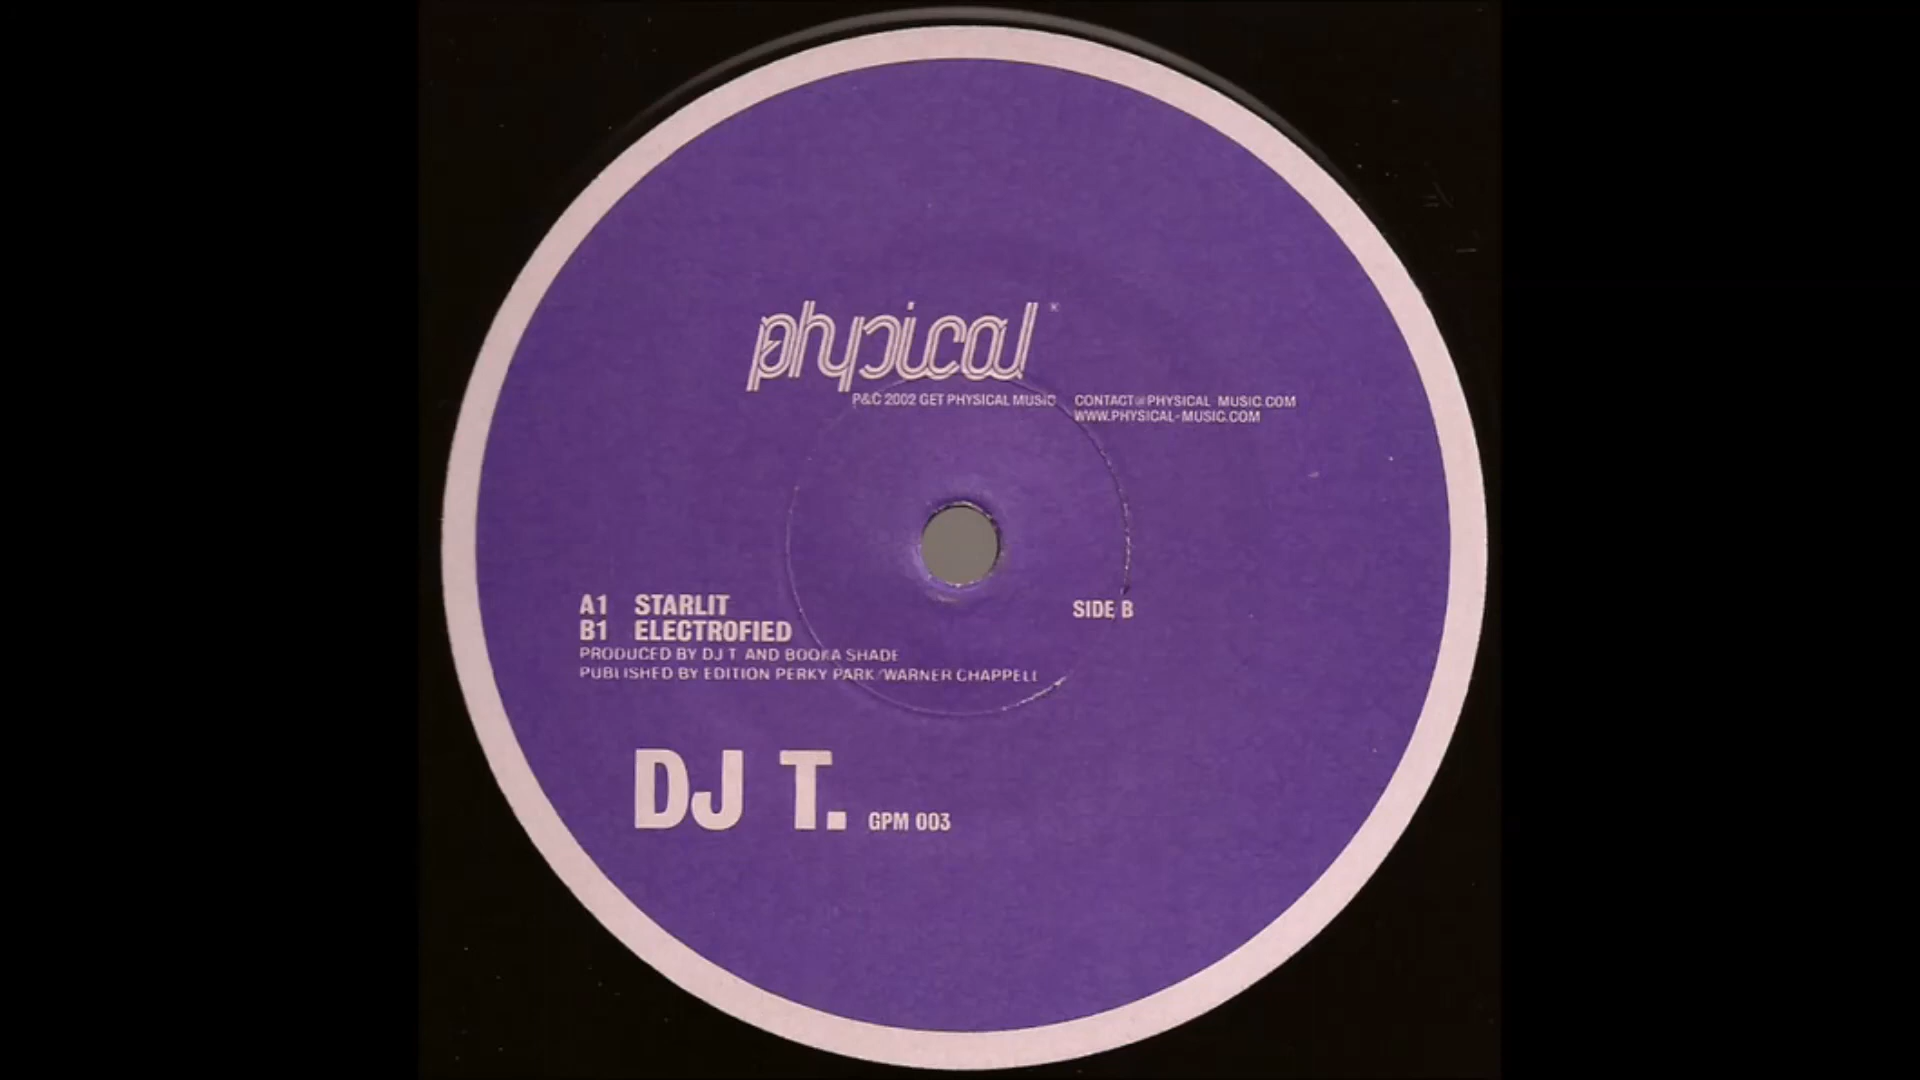 physical
P&C 2002 GET PHYSICAL MUSIC
CONTACT@PHYSICAL-MUSIC.COM
WWW.PHYSICAL-MUSIC.COM
A1 STARLIT
SIDE B
B1 ELECTROFIED
PRODUCED BY DJ T. AND BOOKA SHADE
PUBLISHED BY EDITION PERKY PARK/WARNER CHAPPELL
DJ T. GPM 003